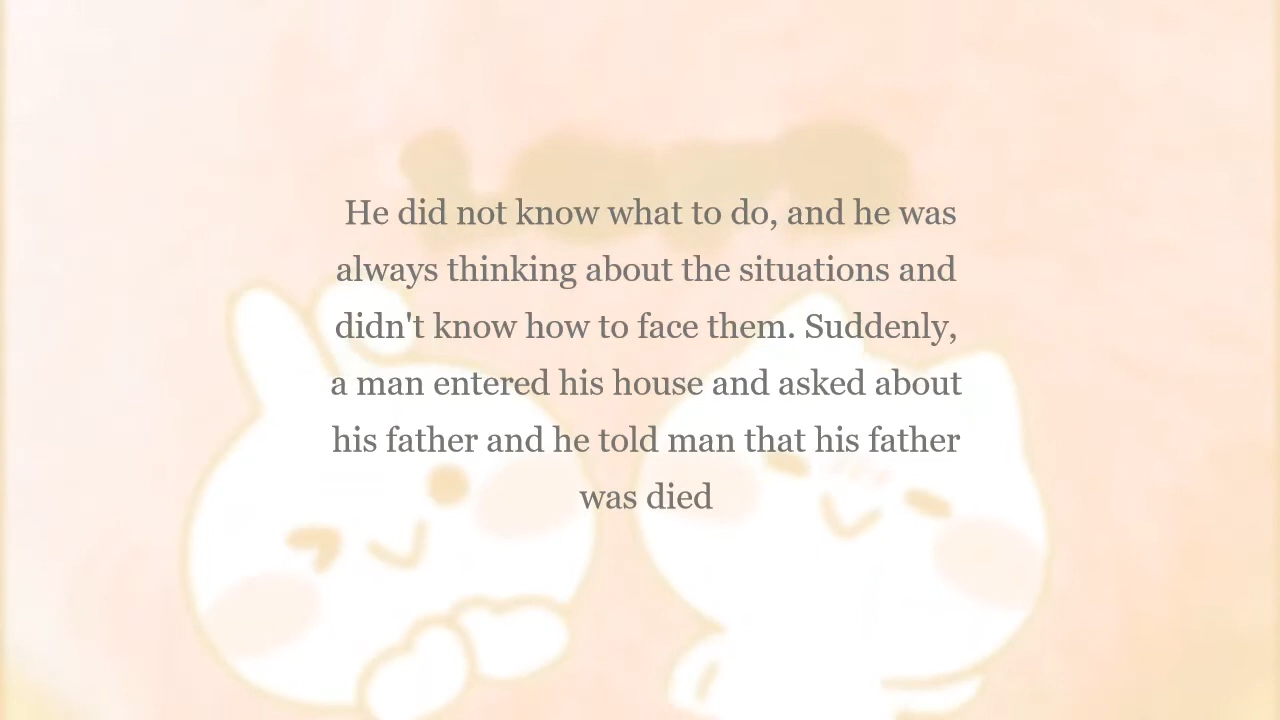 He did not know what to do, and he was
always thinking about the situations and
didn't know how to face them. Suddenly,
a man entered his house and asked about
his father and he told man that his father
was died